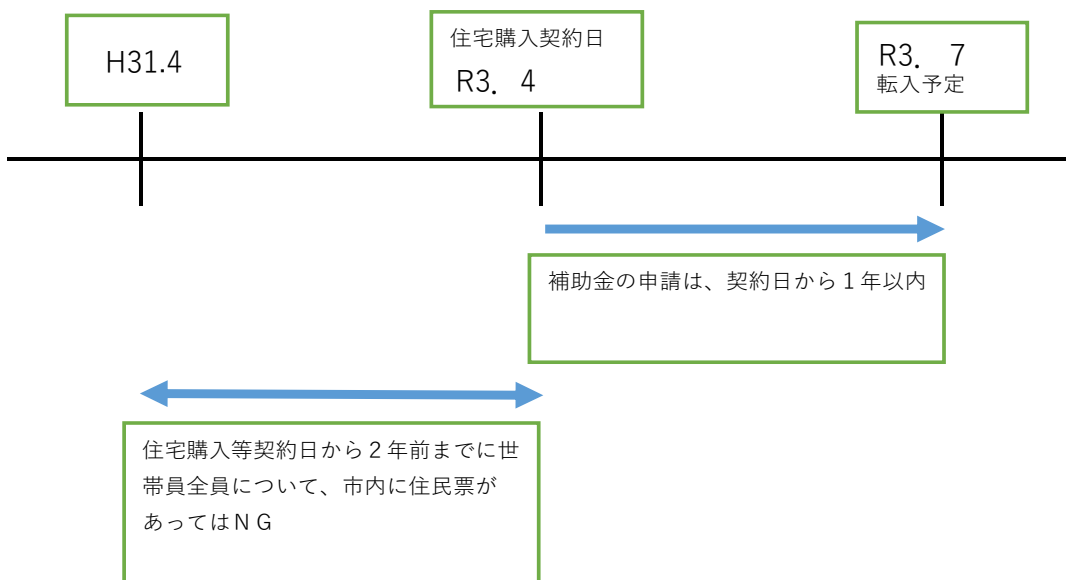 H31.4
住宅購入契約日
R3. 4
R3. 7
転入予定
補助金の申請は、契約日から１年以内
住宅購入等契約日から２年前までに世
帯員全員について、市内に住民票が
あってはＮＧ